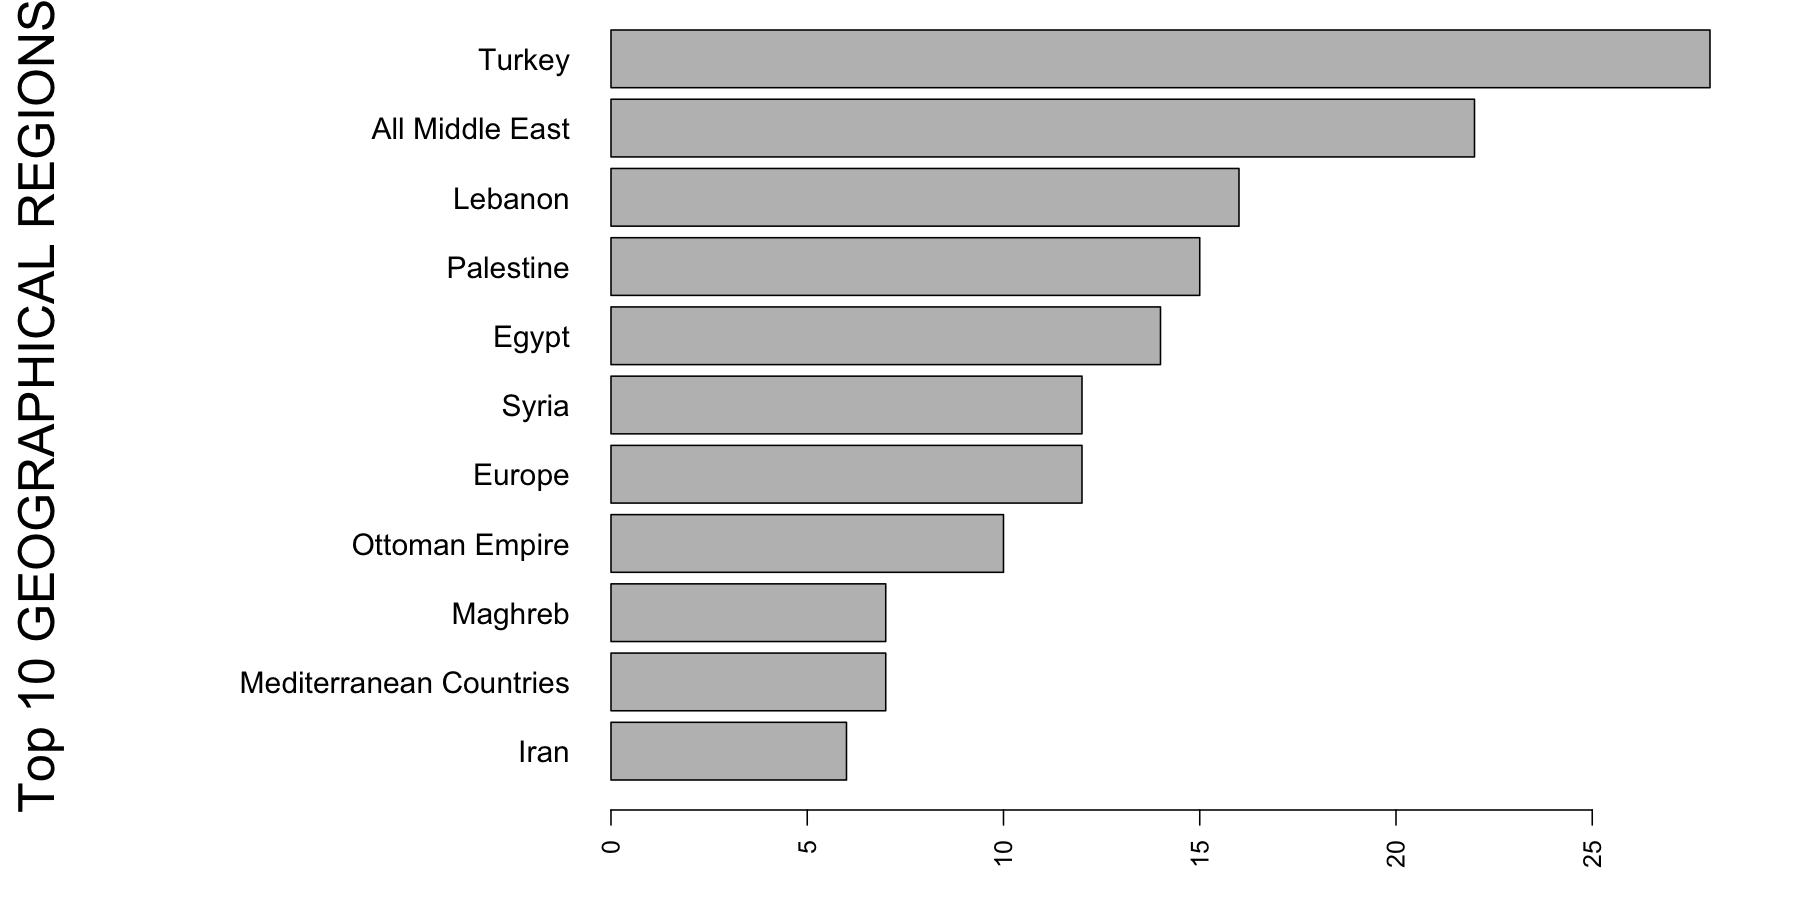 Top 10 GEOGRAPHICAL REGIONS
Turkey
All Middle East
Lebanon
Palestine
Egypt
Syria
Europe
Ottoman Empire
Maghreb
Mediterranean Countries
Iran
0 5 10 15 20 25